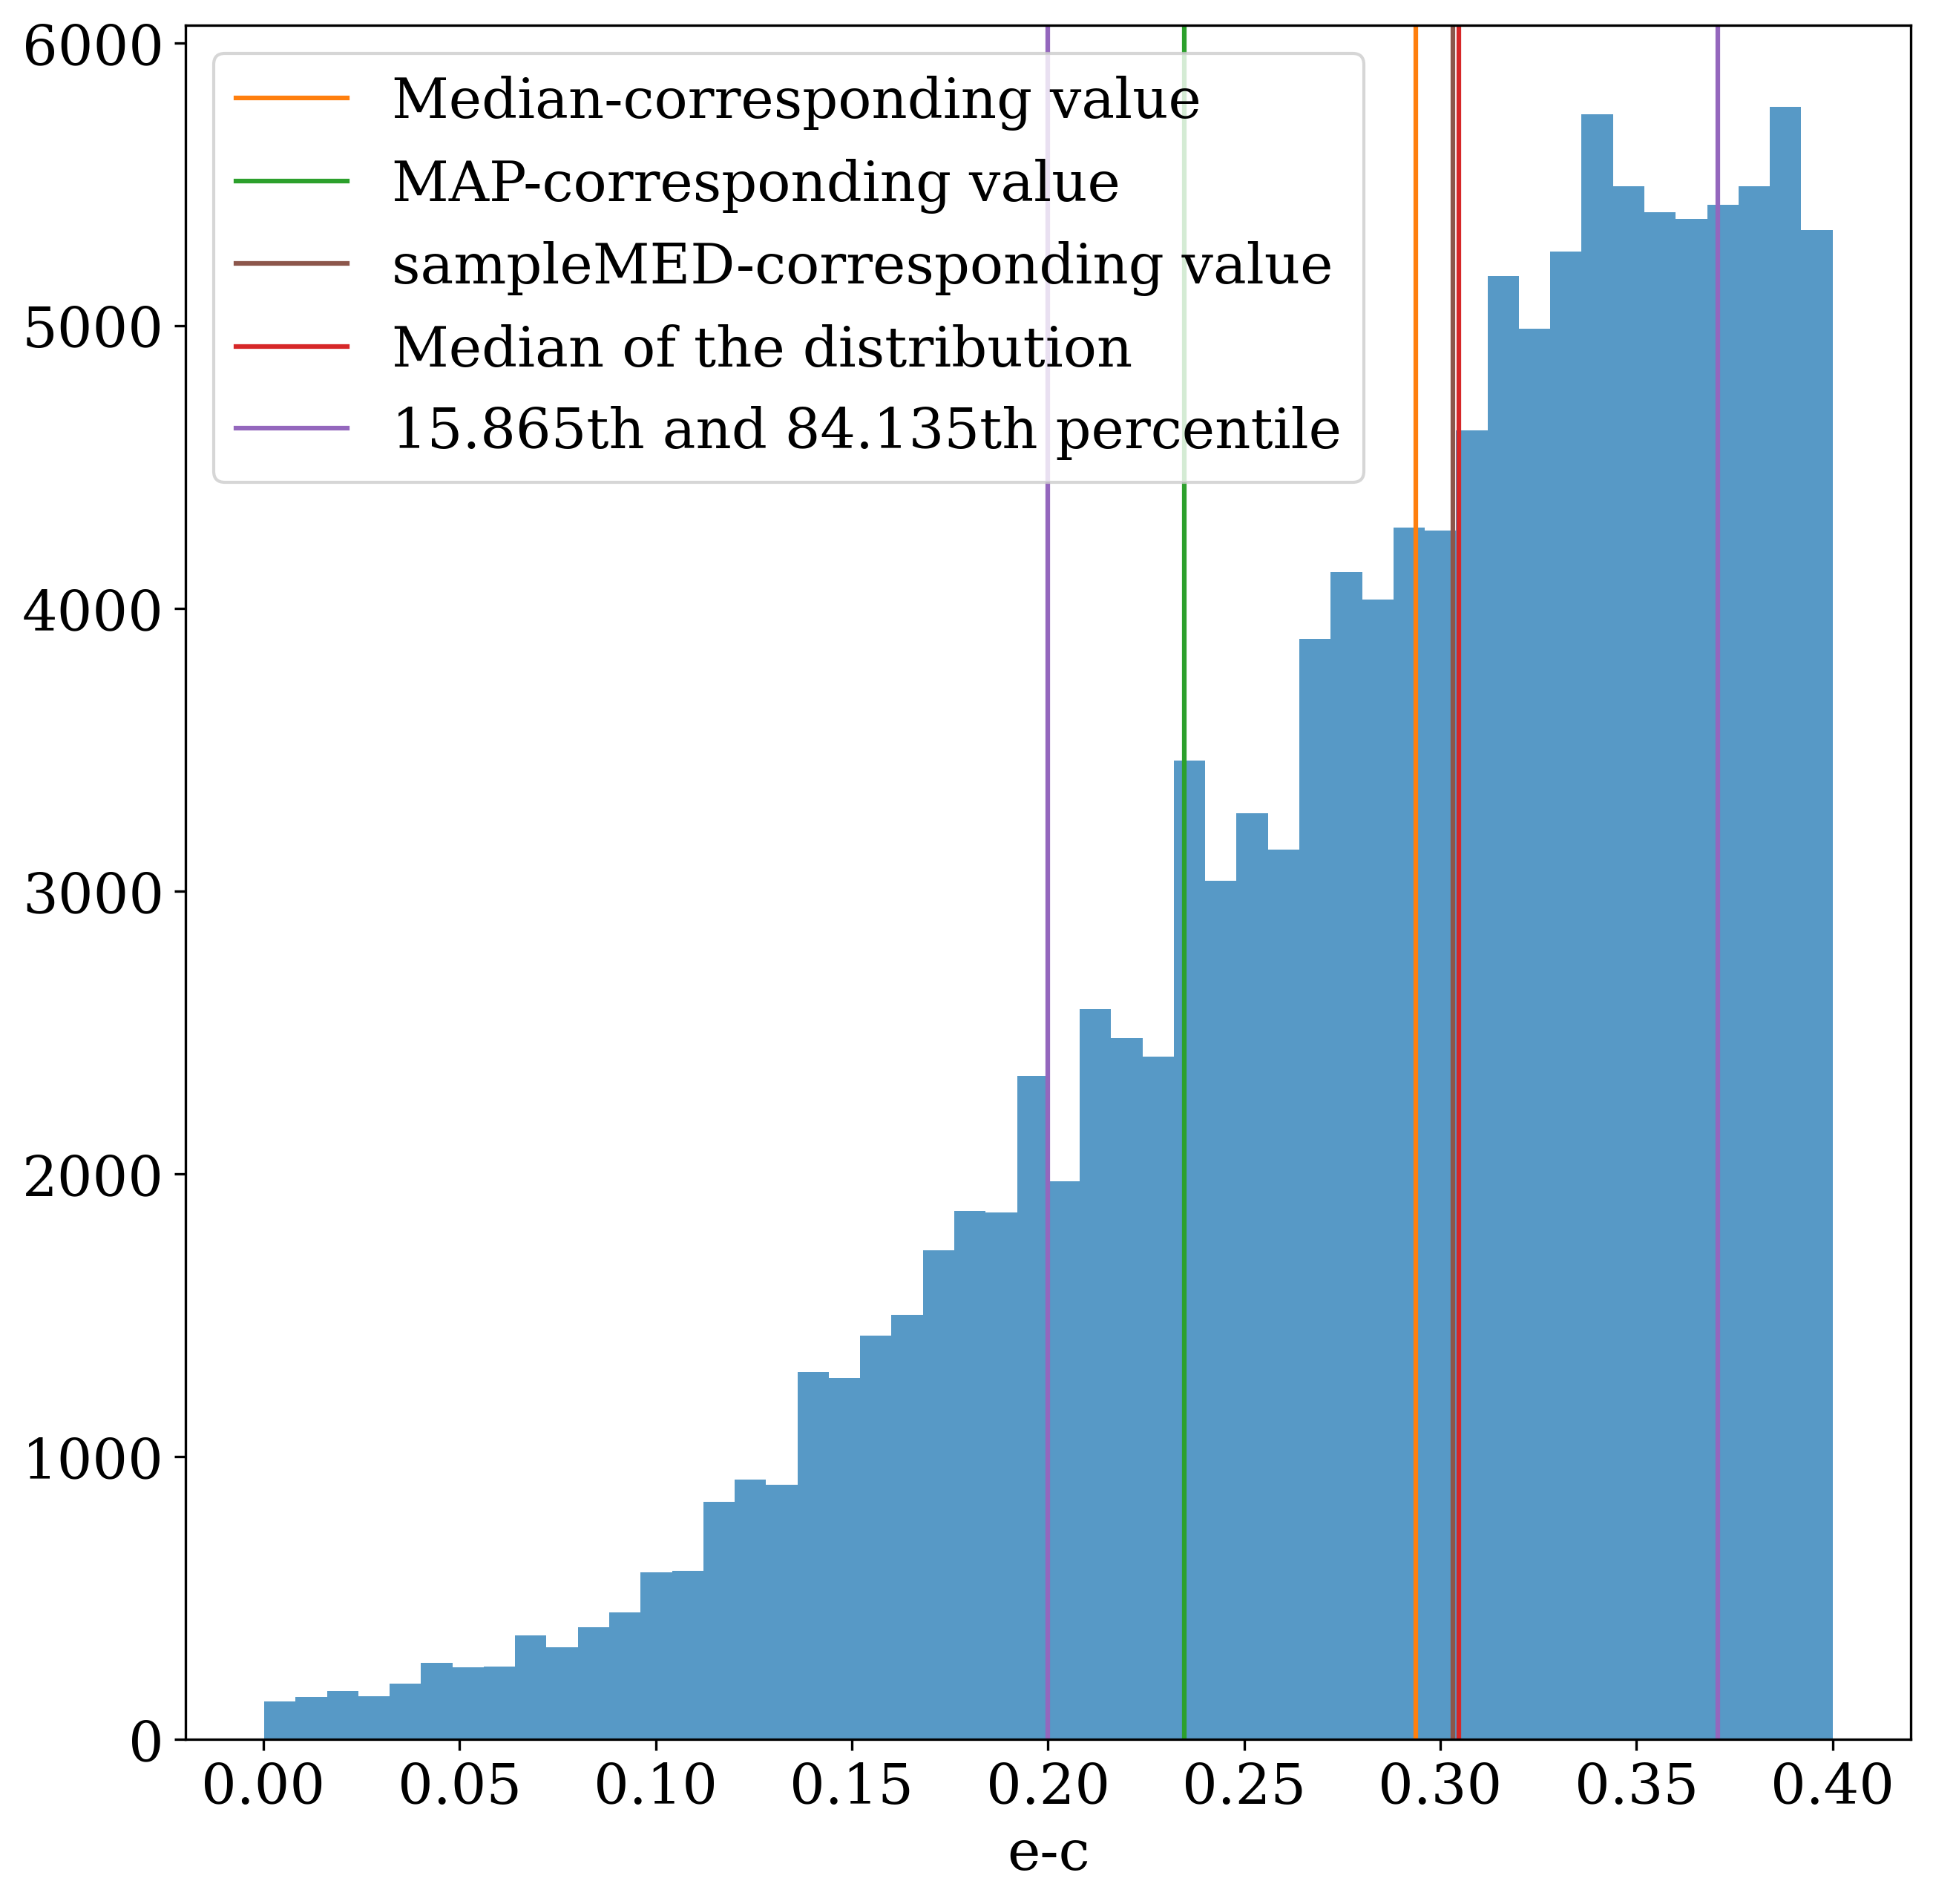 6000
5000
4000
3000
2000
1000
0
Median-corresponding value
MAP-corresponding value
sampleMED-corresponding value
Median of the distribution
15.865th and 84.135th percentile
0.00 0.05 0.10 0.15 0.20 0.25 0.30 0.35 0.40
e-c